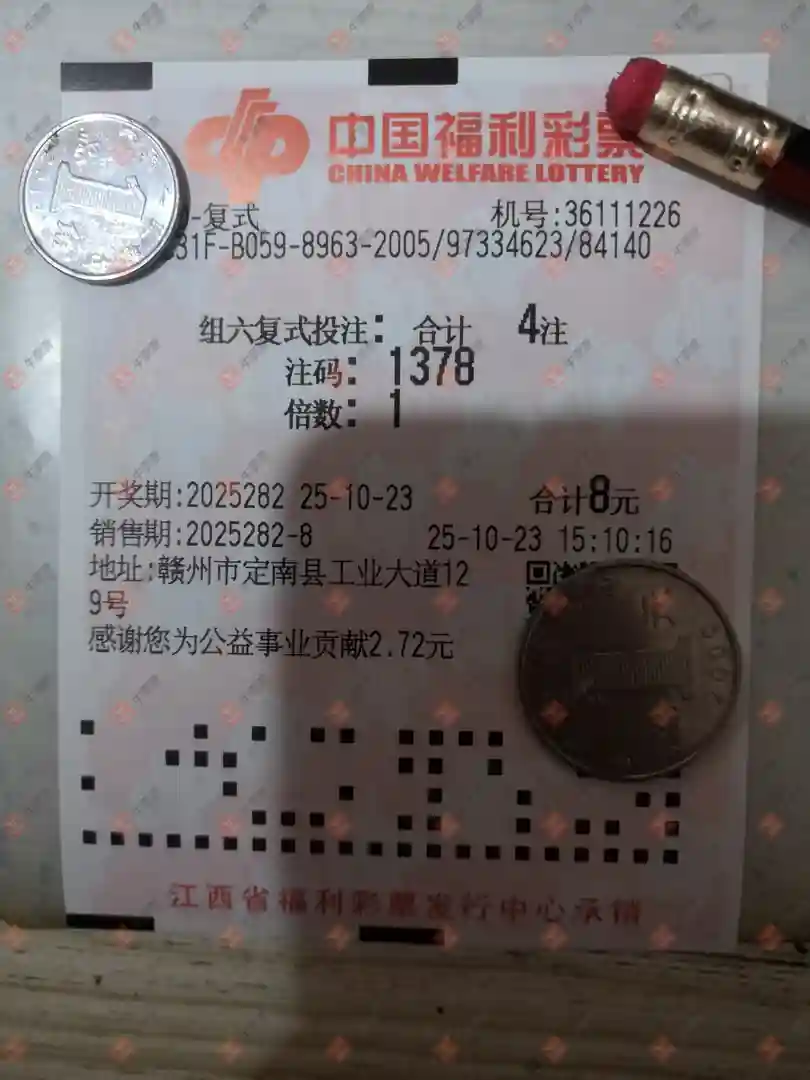 中国福利彩票
CHINA WELFARE LOTTERY
-复式 机号:36111226
31F-B059-8963-2005/97334623/84140
组六复式投注: 合计 4注
注码: 1378
倍数: 1
开奖期:2025282 25-10-23 合计8元
销售期:2025282-8 25-10-23 15:10:16
地址:赣州市定南县工业大道12
9号
感谢您为公益事业贡献2.72元
江西省福利彩票发行中心承销